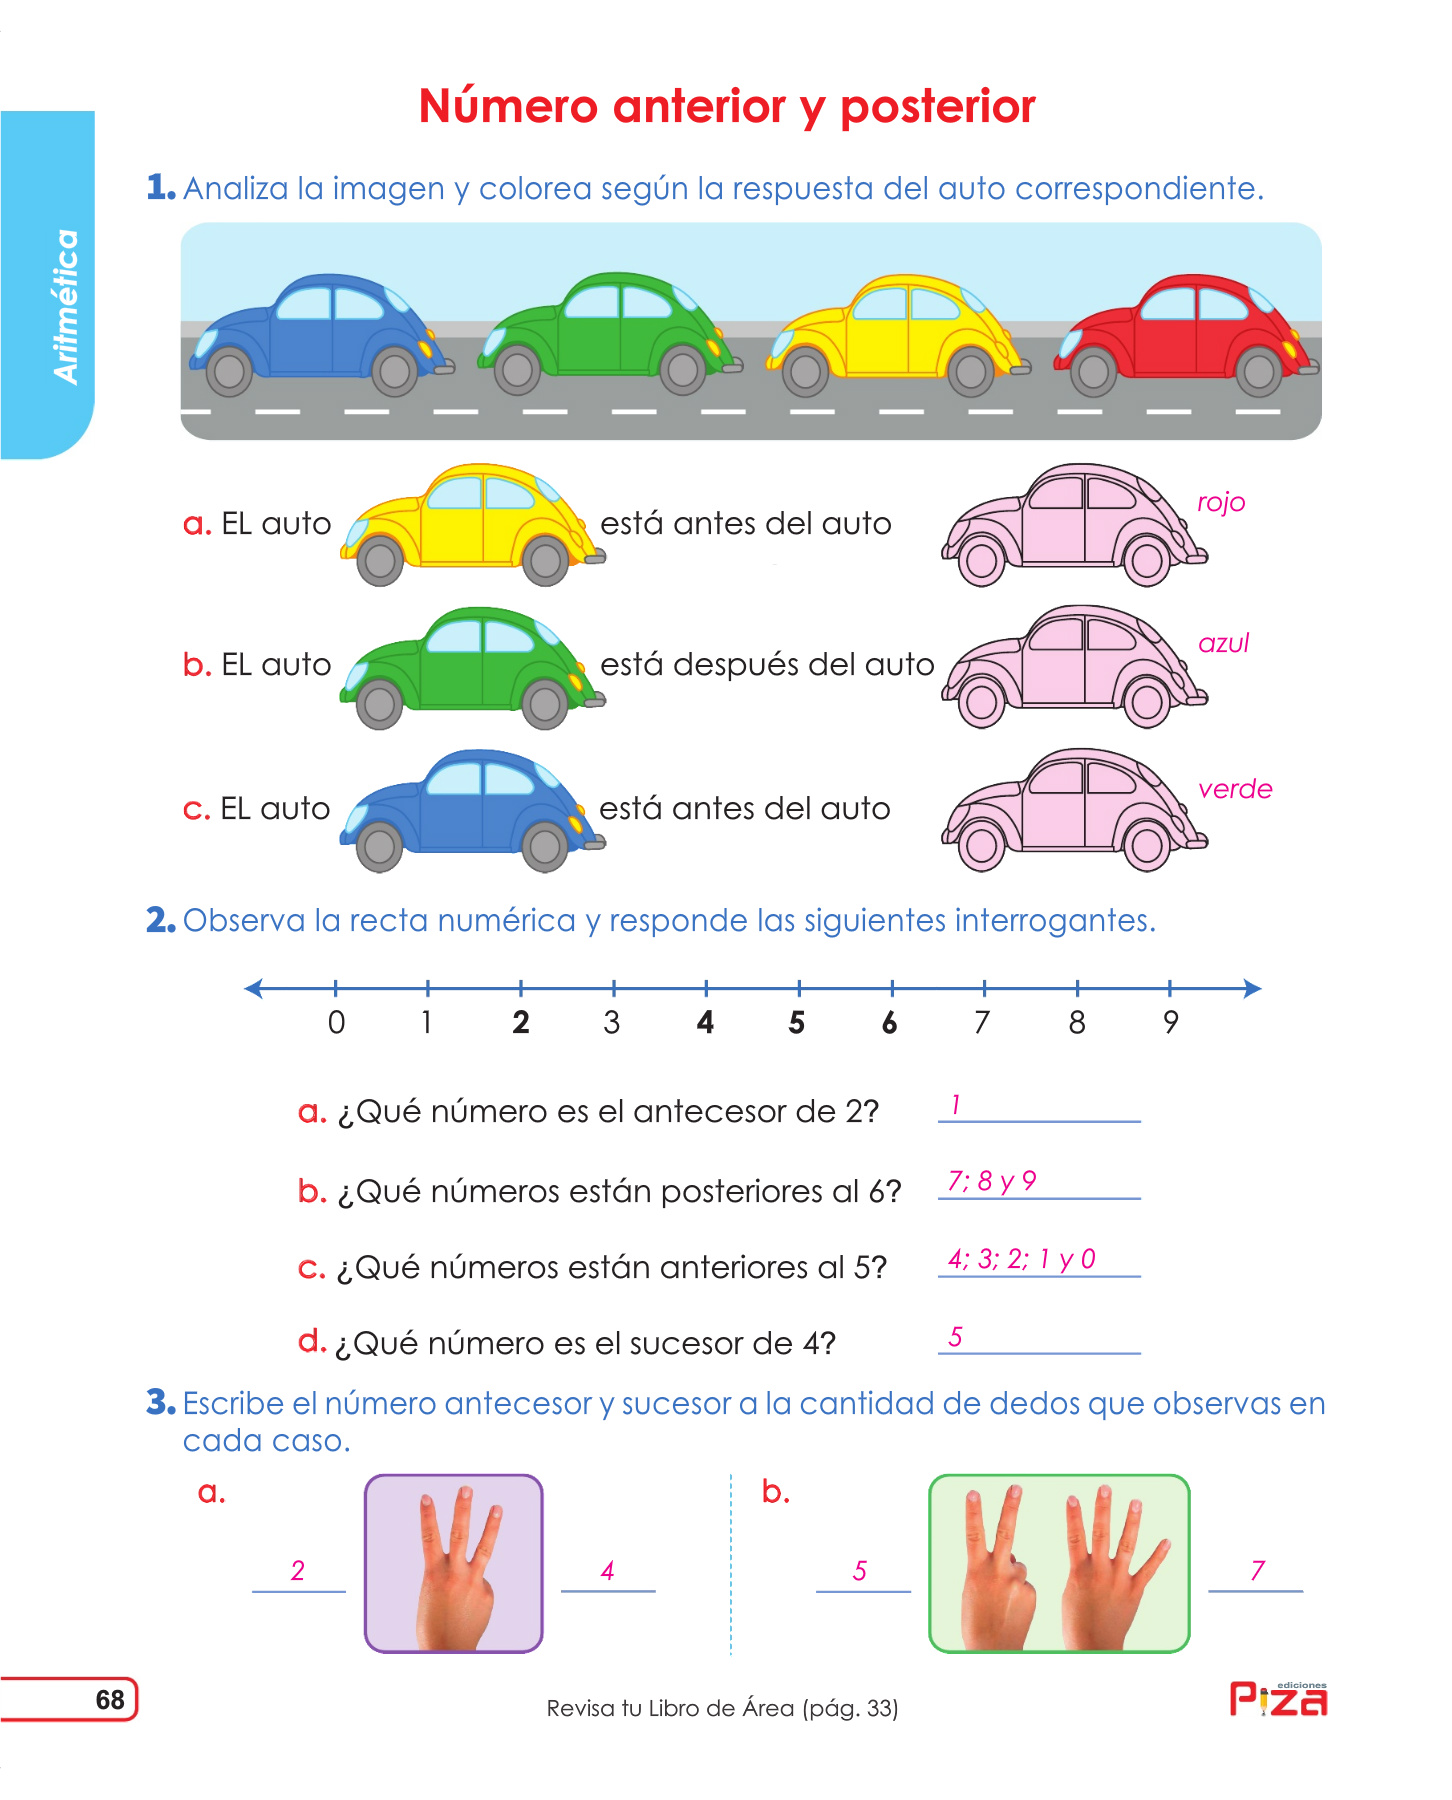 Número anterior y posterior
Aritmética
1. Analiza la imagen y colorea según la respuesta del auto correspondiente.
a. EL auto está antes del auto rojo
b. EL auto está después del auto azul
c. EL auto está antes del auto verde
2. Observa la recta numérica y responde las siguientes interrogantes.
0 1 2 3 4 5 6 7 8 9
a. ¿Qué número es el antecesor de 2? 1
b. ¿Qué números están posteriores al 6? 7; 8 y 9
c. ¿Qué números están anteriores al 5? 4; 3; 2; 1 y 0
d. ¿Qué número es el sucesor de 4? 5
3. Escribe el número antecesor y sucesor a la cantidad de dedos que observas en
cada caso.
a. b.
2 4 5 7
68
Revisa tu Libro de Área (pág. 33)
ediciones
Piza